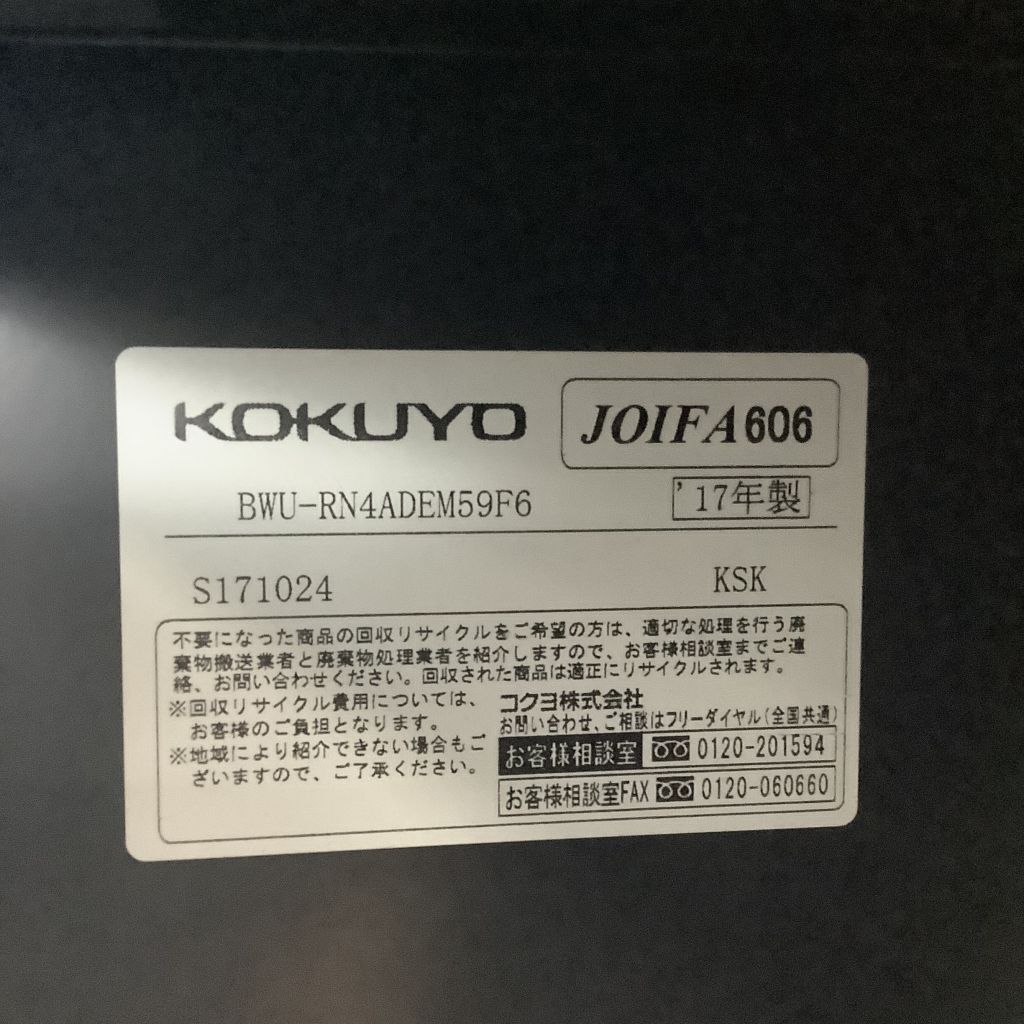 KOKUYO
JOIFA606
BWU-RN4ADEM59F6
'17年製
S171024
KSK
不要になった商品の回収リサイクルをご希望の方は、適切な処理を行う廃
棄物搬送業者と廃棄物処理業者を紹介しますので、お客様相談室までご連
絡、お問い合わせください。回収された商品は適正にリサイクルされます。
※回収リサイクル費用については、
お客様のご負担となります。
※地域により紹介できない場合もご
ざいますので、ご了承ください。
コクヨ株式会社
お問い合わせ、ご相談はフリーダイヤル(全国共通)
お客様相談室 0120-201594
お客様相談室FAX 0120-060660